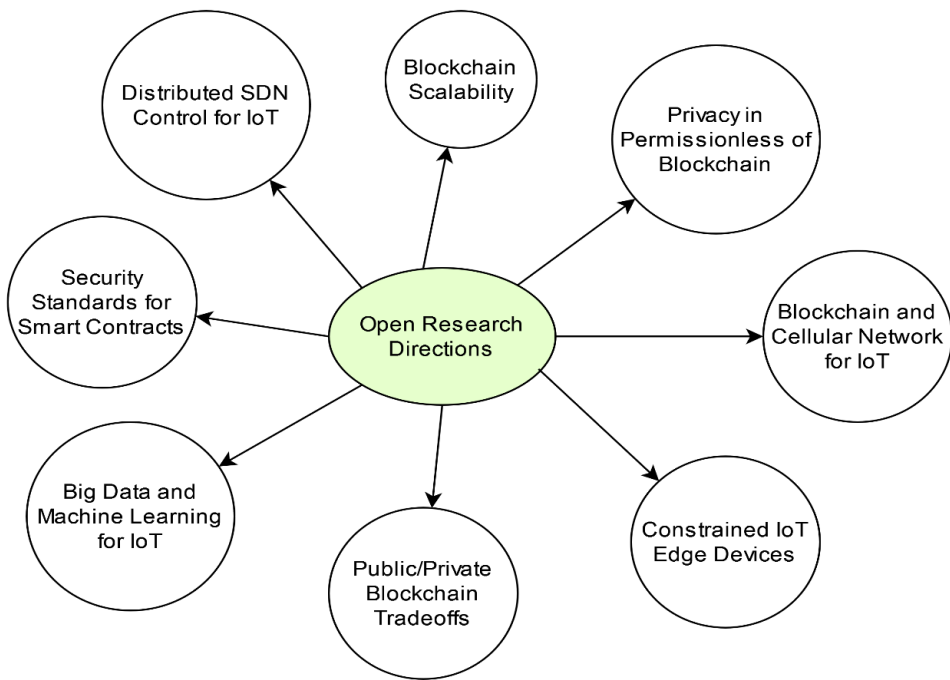 Blockchain
Scalability
Distributed SDN
Control for IoT
Privacy in
Permissionless of
Blockchain
Security
Standards for
Smart Contracts
Open Research
Directions
Blockchain and
Cellular Network
for IoT
Big Data and
Machine Learning
for IoT
Constrained IoT
Edge Devices
Public/Private
Blockchain
Tradeoffs